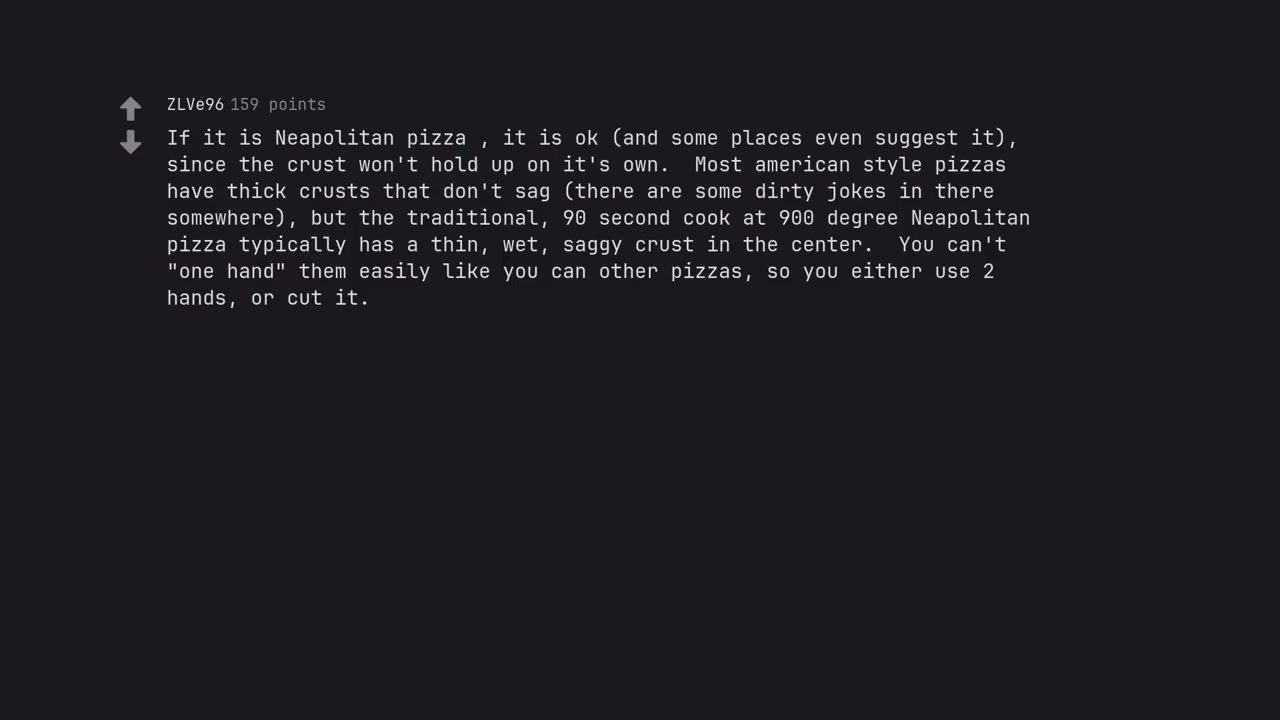 ZLVe96 159 points
If it is Neapolitan pizza , it is ok (and some places even suggest it),
since the crust won't hold up on it's own.  Most american style pizzas
have thick crusts that don't sag (there are some dirty jokes in there
somewhere), but the traditional, 90 second cook at 900 degree Neapolitan
pizza typically has a thin, wet, saggy crust in the center.  You can't
"one hand" them easily like you can other pizzas, so you either use 2
hands, or cut it.